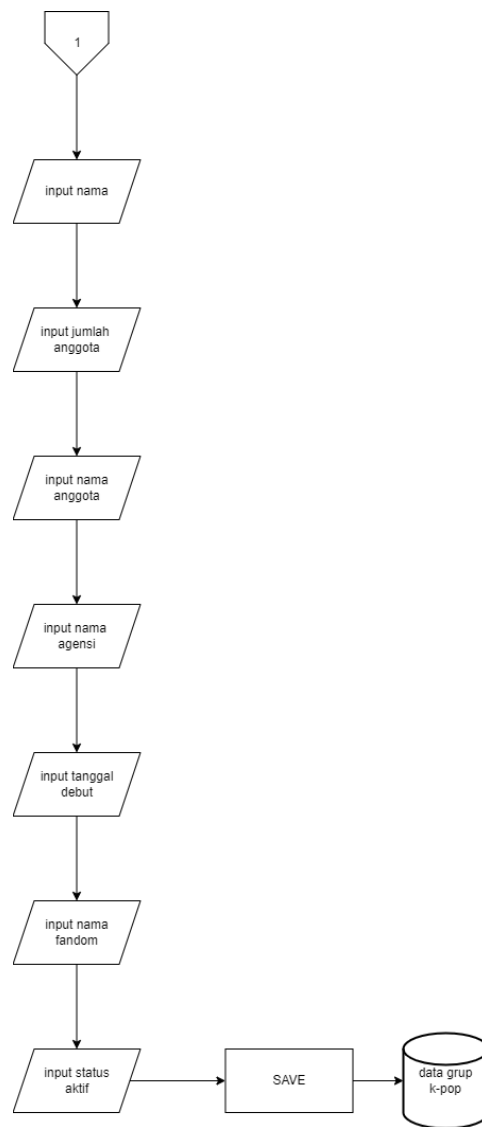 1
input nama
input jumlah
anggota
input nama
anggota
input nama
agensi
input tanggal
debut
input nama
fandom
input status
aktif
SAVE
data grup
k-pop